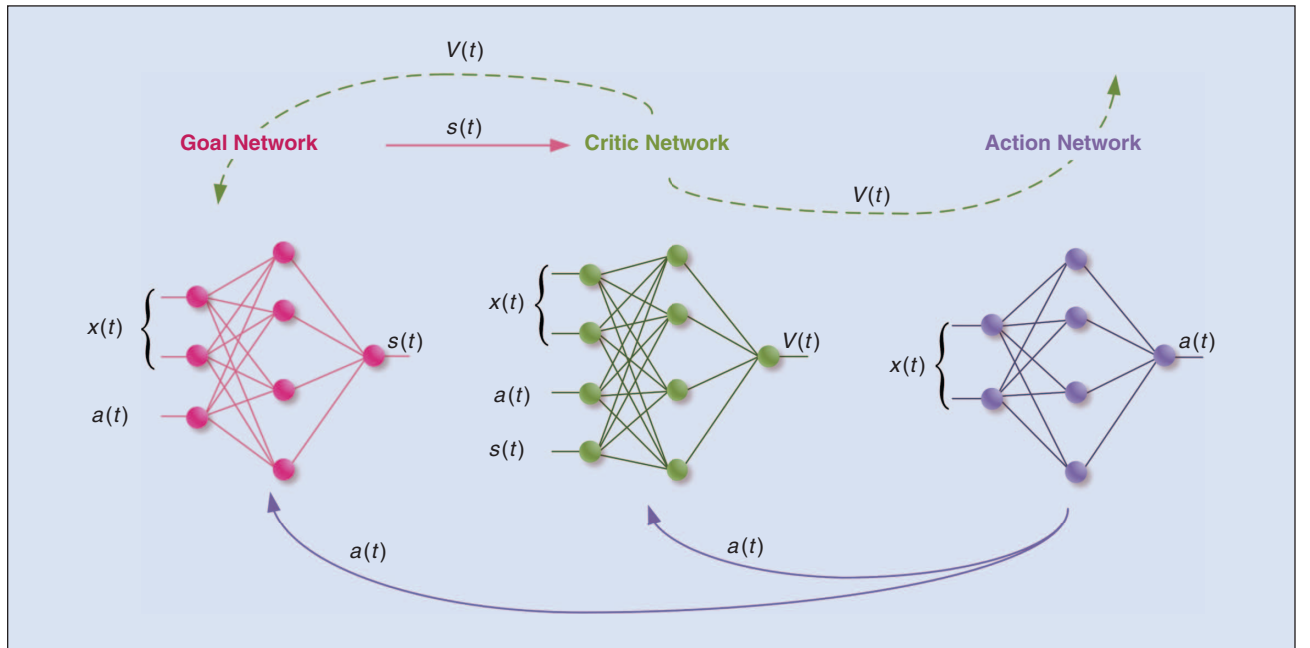 V(t)
Goal Network
s(t)
Critic Network
Action Network
V(t)
x(t)
a(t)
s(t)
x(t)
a(t)
s(t)
V(t)
x(t)
a(t)
a(t)
a(t)